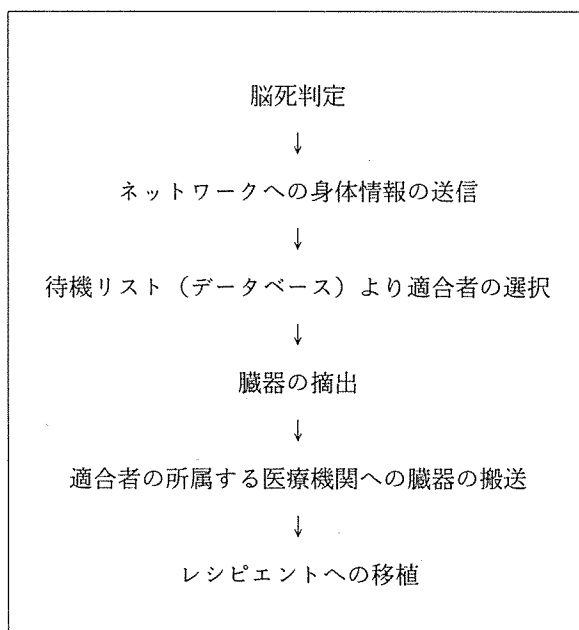 脳死判定
↓
ネットワークへの身体情報の送信
↓
待機リスト（データベース）より適合者の選択
↓
臓器の摘出
↓
適合者の所属する医療機関への臓器の搬送
↓
レシピエントへの移植